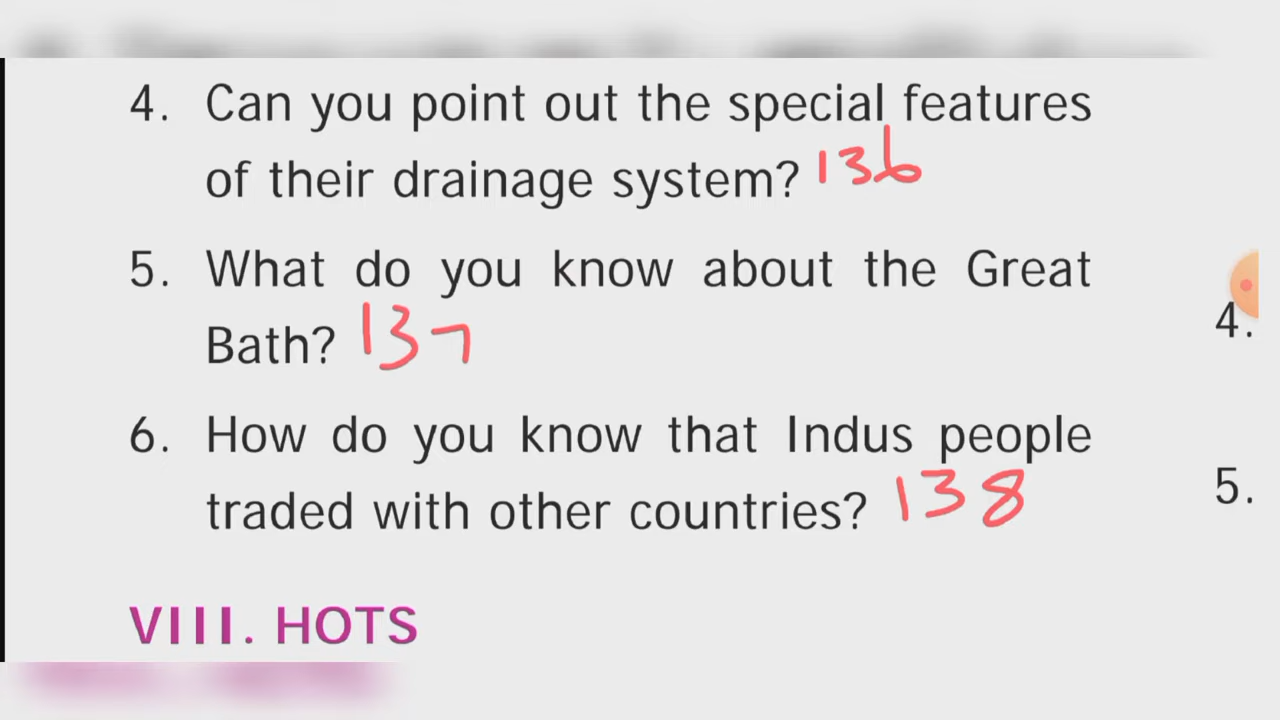 4. Can you point out the special features
of their drainage system? 136
5. What do you know about the Great
Bath? 137
4.
6. How do you know that Indus people
traded with other countries? 138
5.
VIII. HOTS